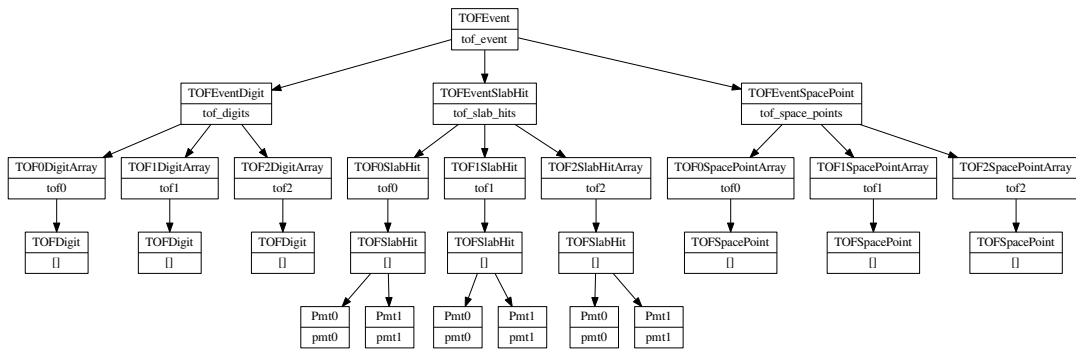 TOFEvent
tof_event
TOFEventDigit
tof_digits
TOFEventSlabHit
tof_slab_hits
TOFEventSpacePoint
tof_space_points
TOF0DigitArray
tof0
TOF1DigitArray
tof1
TOF2DigitArray
tof2
TOF0SlabHit
tof0
TOF1SlabHit
tof1
TOF2SlabHitArray
tof2
TOF0SpacePointArray
tof0
TOF1SpacePointArray
tof1
TOF2SpacePointArray
tof2
TOFDigit
[]
TOFDigit
[]
TOFDigit
[]
TOFSlabHit
[]
TOFSlabHit
[]
TOFSlabHit
[]
TOFSpacePoint
[]
TOFSpacePoint
[]
TOFSpacePoint
[]
Pmt0
pmt0
Pmt1
pmt1
Pmt0
pmt0
Pmt1
pmt1
Pmt0
pmt0
Pmt1
pmt1